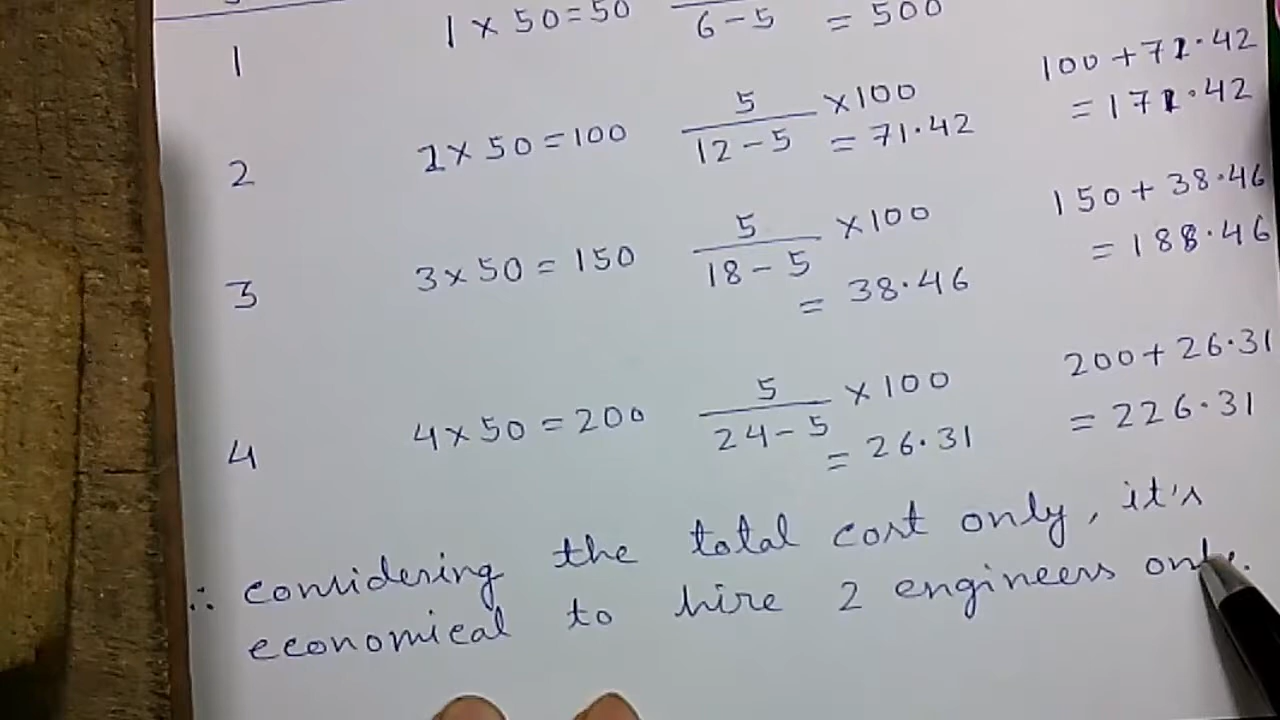 1 1 × 50 = 50 6 - 5 = 500
100 + 71.42
2 2 × 50 = 100 5 / 12 - 5 × 100 = 71.42 = 171.42
150 + 38.46
3 3 × 50 = 150 5 / 18 - 5 × 100 = 188.46
= 38.46
200 + 26.31
4 4 × 50 = 200 5 / 24 - 5 × 100 = 226.31
= 26.31
∴ considering the total cost only, it's
economical to hire 2 engineers